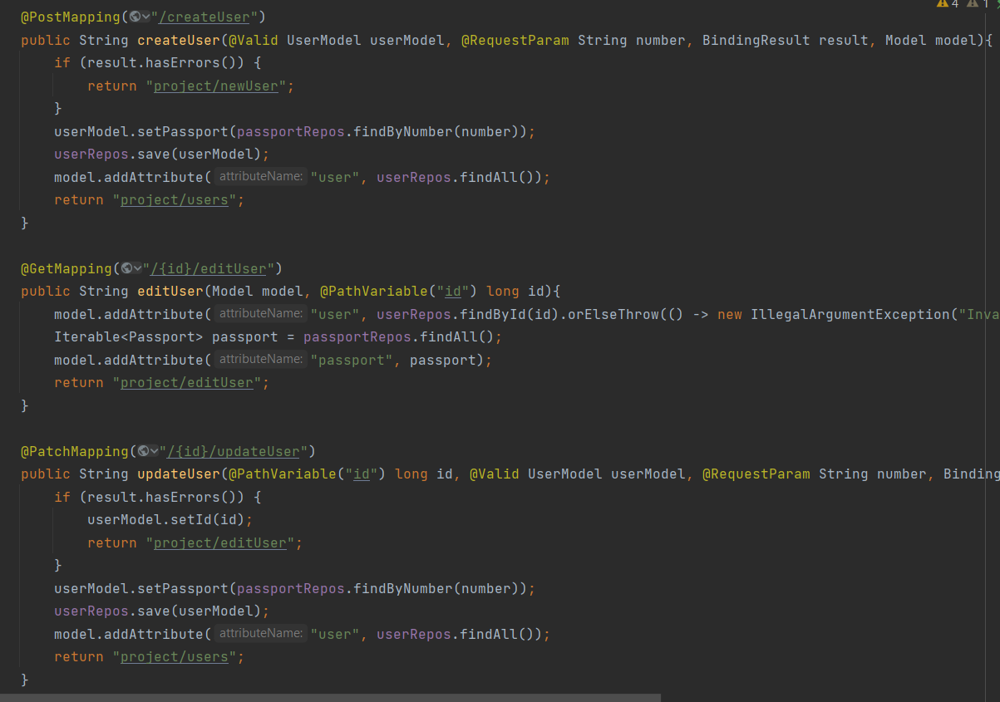 4 1
@PostMapping("/createUser")
public String createUser(@Valid UserModel userModel, @RequestParam String number, BindingResult result, Model model){
if (result.hasErrors()) {
return "project/newUser";
}
userModel.setPassport(passportRepos.findByNumber(number));
userRepos.save(userModel);
model.addAttribute( attributeName: "user", userRepos.findAll());
return "project/users";
}
@GetMapping("/{id}/editUser")
public String editUser(Model model, @PathVariable("id") long id){
model.addAttribute( attributeName: "user", userRepos.findById(id).orElseThrow(() -> new IllegalArgumentException("Inva
Iterable<Passport> passport = passportRepos.findAll();
model.addAttribute( attributeName: "passport", passport);
return "project/editUser";
}
@PatchMapping("/{id}/updateUser")
public String updateUser(@PathVariable("id") long id, @Valid UserModel userModel, @RequestParam String number, Binding
if (result.hasErrors()) {
userModel.setId(id);
return "project/editUser";
}
userModel.setPassport(passportRepos.findByNumber(number));
userRepos.save(userModel);
model.addAttribute( attributeName: "user", userRepos.findAll());
return "project/users";
}